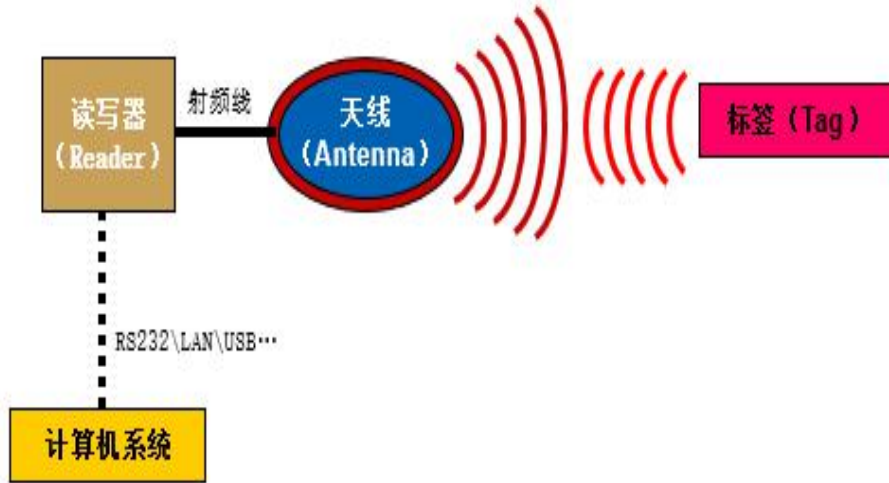 读写器
（Reader）
射频线
天线
（Antenna）
标签（Tag）
RS232\LAN\USB…
计算机系统